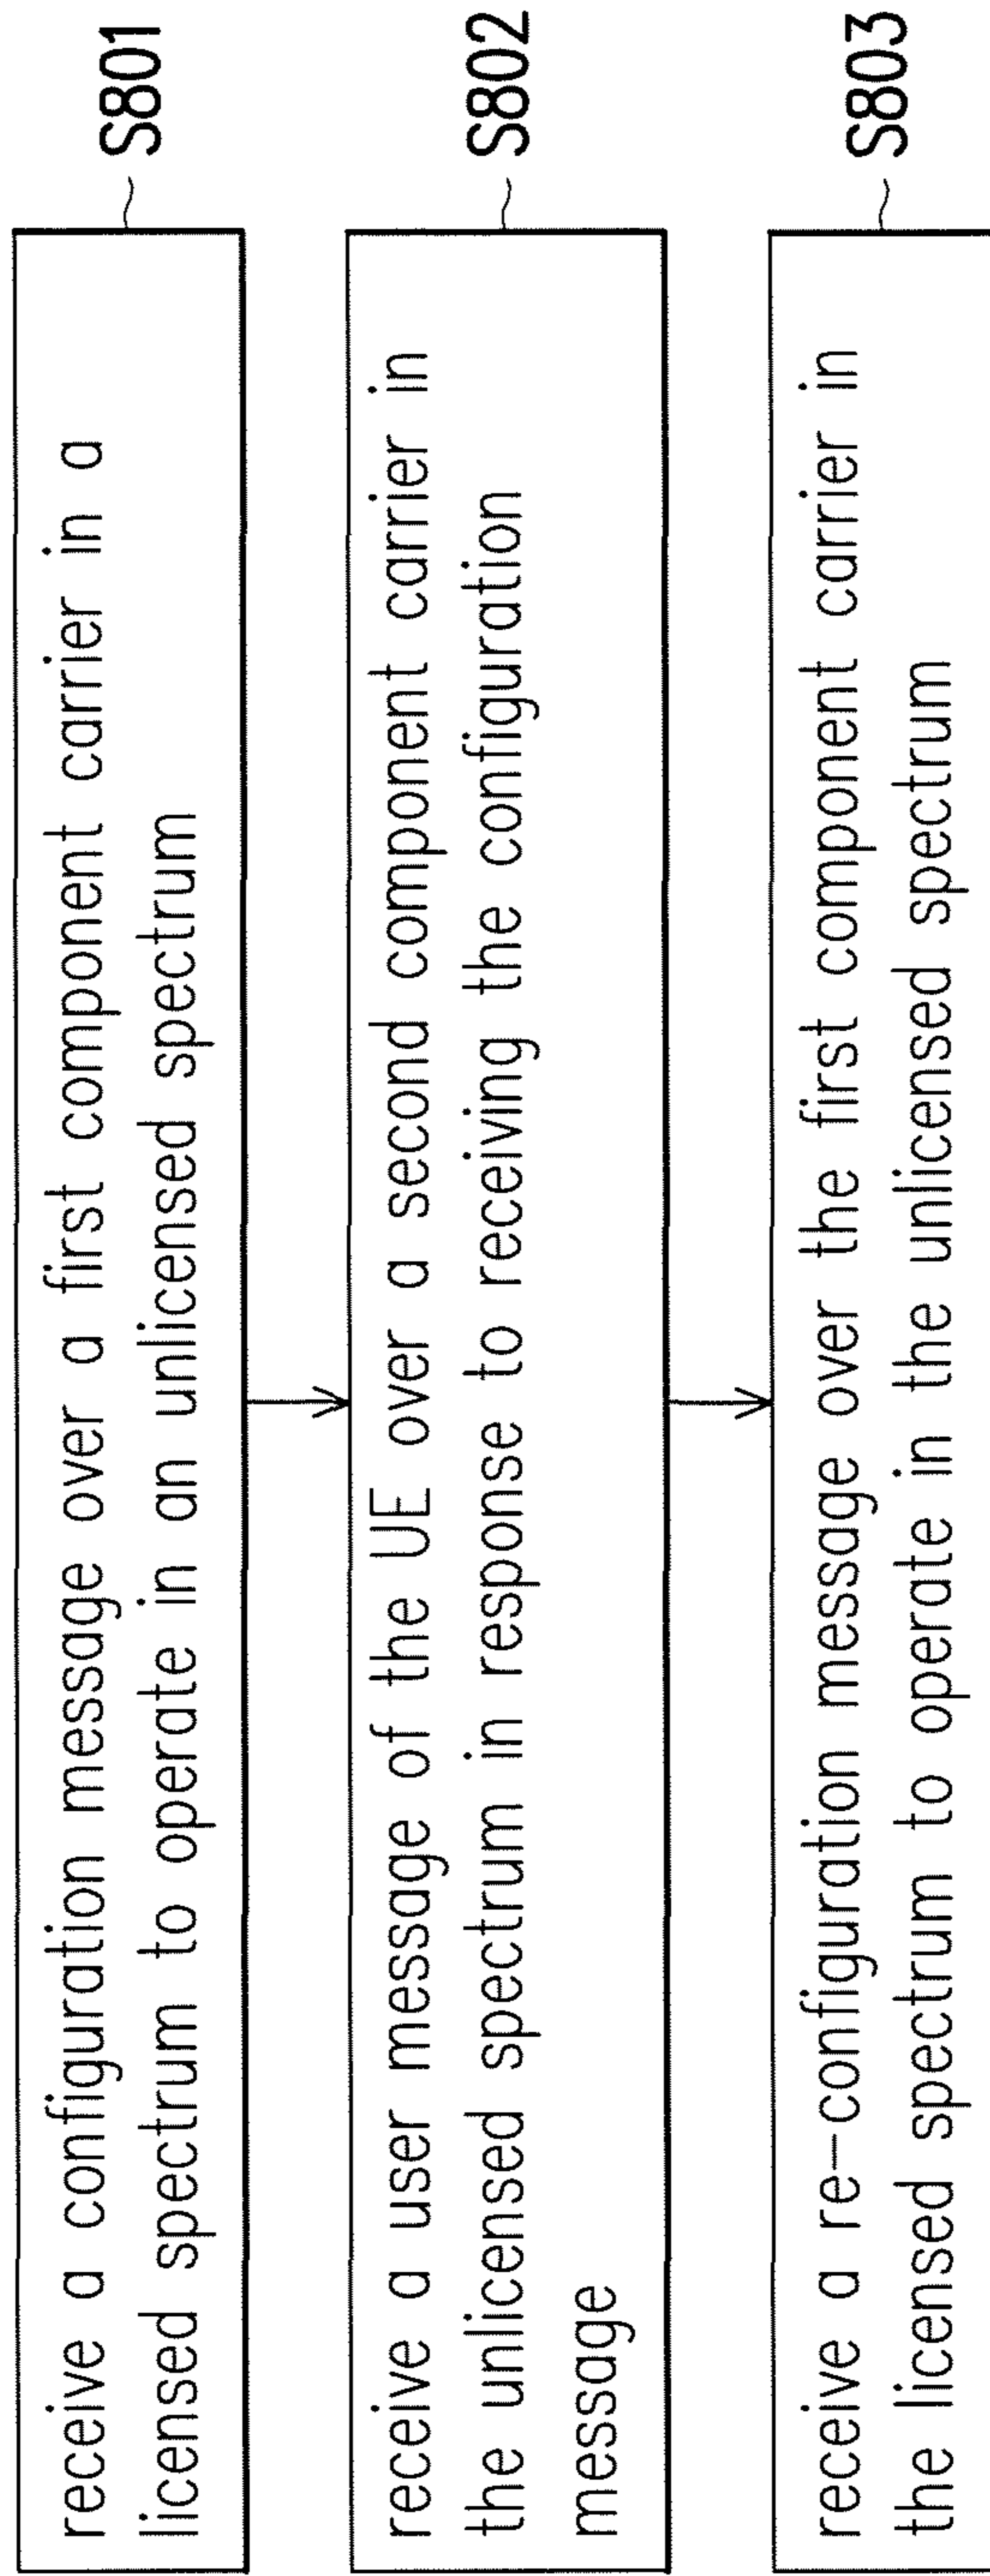 receive a configuration message over a first component carrier in a
licensed spectrum to operate in an unlicensed spectrum
S801
receive a user message of the UE over a second component carrier in
the unlicensed spectrum in response to receiving the configuration
message
S802
receive a re-configuration message over the first component carrier in
the licensed spectrum to operate in the unlicensed spectrum
S803